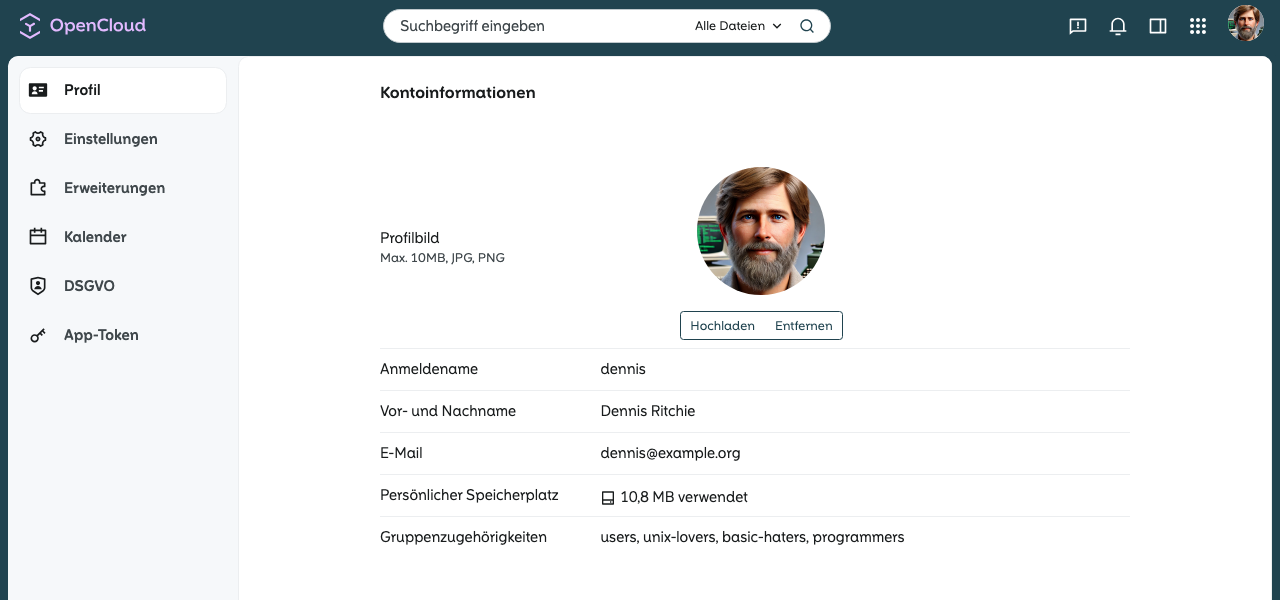 OpenCloud
Suchbegriff eingeben
Alle Dateien
Profil
Einstellungen
Erweiterungen
Kalender
DSGVO
App-Token
Kontoinformationen
Profilbild
Max. 10MB, JPG, PNG
Hochladen Entfernen
Anmeldename dennis
Vor- und Nachname Dennis Ritchie
E-Mail dennis@example.org
Persönlicher Speicherplatz 10,8 MB verwendet
Gruppenzugehörigkeiten users, unix-lovers, basic-haters, programmers